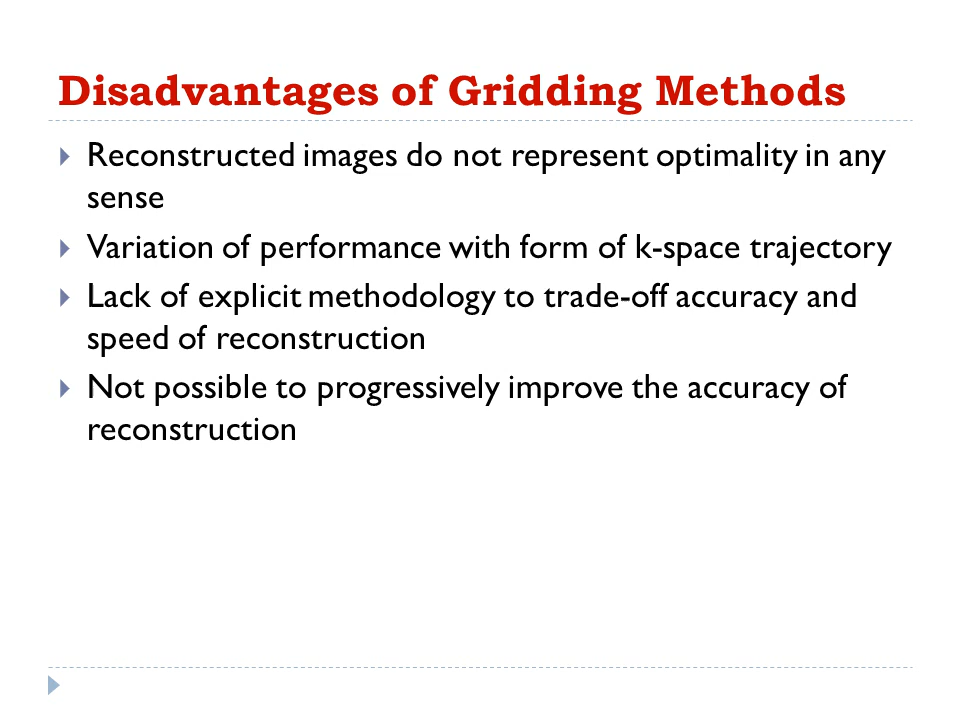 Disadvantages of Gridding Methods
Reconstructed images do not represent optimality in any
sense
Variation of performance with form of k-space trajectory
Lack of explicit methodology to trade-off accuracy and
speed of reconstruction
Not possible to progressively improve the accuracy of
reconstruction